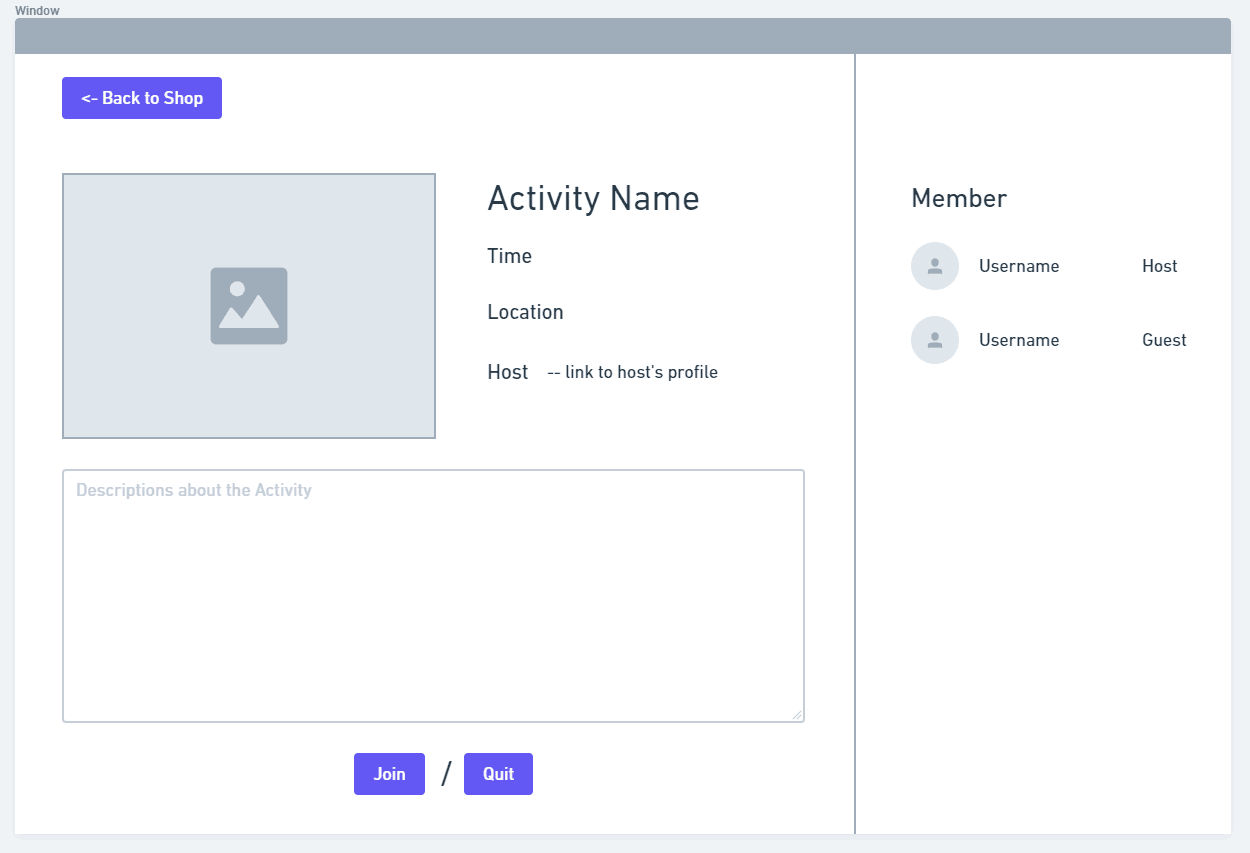 Window
<- Back to Shop
Activity Name
Time
Location
Host -- link to host's profile
Descriptions about the Activity
Join / Quit
Member
Username Host
Username Guest